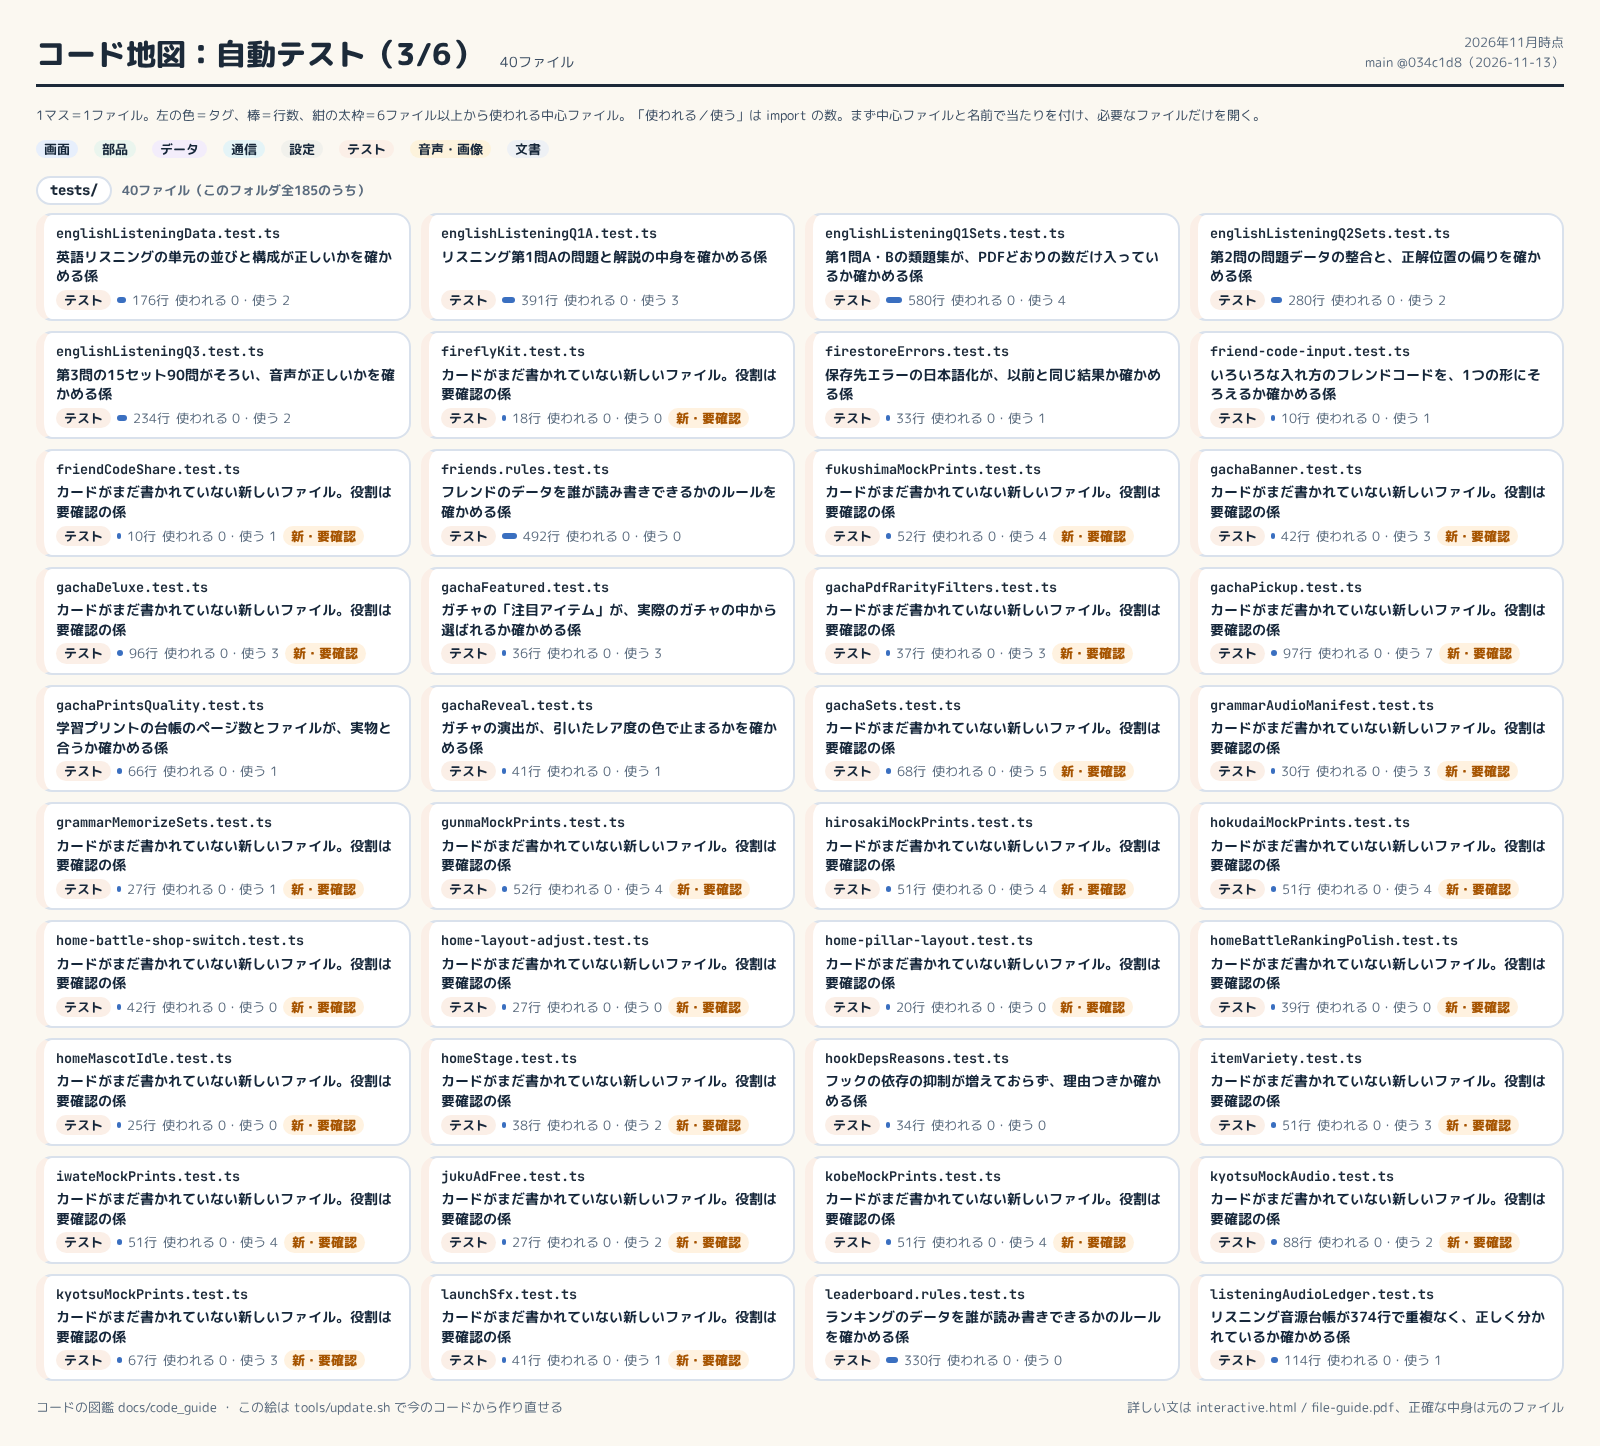 コード地図：自動テスト（3/6） 40ファイル
2026年11月時点
main @034c1d8（2026-11-13）
1マス＝1ファイル。左の色＝タグ、棒＝行数、紺の太枠＝6ファイル以上から使われる中心ファイル。「使われる／使う」は import の数。まず中心ファイルと名前で当たりを付け、必要なファイルだけを開く。
画面 部品 データ 通信 設定 テスト 音声・画像 文書
tests/ 40ファイル（このフォルダ全185のうち）
englishListeningData.test.ts
英語リスニングの単元の並びと構成が正しいかを確か
める係
テスト 176行 使われる 0 · 使う 2
englishListeningQ1A.test.ts
リスニング第1問Aの問題と解説の中身を確かめる係
テスト 391行 使われる 0 · 使う 3
englishListeningQ1Sets.test.ts
第1問A・Bの類題集が、PDFどおりの数だけ入ってい
るか確かめる係
テスト 580行 使われる 0 · 使う 4
englishListeningQ2Sets.test.ts
第2問の問題データの整合と、正解位置の偏りを確か
める係
テスト 280行 使われる 0 · 使う 2
englishListeningQ3.test.ts
第3問の15セット90問がそろい、音声が正しいかを確
かめる係
テスト 234行 使われる 0 · 使う 2
fireflyKit.test.ts
カードがまだ書かれていない新しいファイル。役割は
要確認の係
テスト 18行 使われる 0 · 使う 0 新・要確認
firestoreErrors.test.ts
保存先エラーの日本語化が、以前と同じ結果か確かめ
る係
テスト 33行 使われる 0 · 使う 1
friend-code-input.test.ts
いろいろな入れ方のフレンドコードを、1つの形にそ
ろえるか確かめる係
テスト 10行 使われる 0 · 使う 1
friendCodeShare.test.ts
カードがまだ書かれていない新しいファイル。役割は
要確認の係
テスト 10行 使われる 0 · 使う 1 新・要確認
friends.rules.test.ts
フレンドのデータを誰が読み書きできるかのルールを
確かめる係
テスト 492行 使われる 0 · 使う 0
fukushimaMockPrints.test.ts
カードがまだ書かれていない新しいファイル。役割は
要確認の係
テスト 52行 使われる 0 · 使う 4 新・要確認
gachaBanner.test.ts
カードがまだ書かれていない新しいファイル。役割は
要確認の係
テスト 42行 使われる 0 · 使う 3 新・要確認
gachaDeluxe.test.ts
カードがまだ書かれていない新しいファイル。役割は
要確認の係
テスト 96行 使われる 0 · 使う 3 新・要確認
gachaFeatured.test.ts
ガチャの「注目アイテム」が、実際のガチャの中から
選ばれるか確かめる係
テスト 36行 使われる 0 · 使う 3
gachaPdfRarityFilters.test.ts
カードがまだ書かれていない新しいファイル。役割は
要確認の係
テスト 37行 使われる 0 · 使う 3 新・要確認
gachaPickup.test.ts
カードがまだ書かれていない新しいファイル。役割は
要確認の係
テスト 97行 使われる 0 · 使う 7 新・要確認
gachaPrintsQuality.test.ts
学習プリントの台帳のページ数とファイルが、実物と
合うか確かめる係
テスト 66行 使われる 0 · 使う 1
gachaReveal.test.ts
ガチャの演出が、引いたレア度の色で止まるかを確か
める係
テスト 41行 使われる 0 · 使う 1
gachaSets.test.ts
カードがまだ書かれていない新しいファイル。役割は
要確認の係
テスト 68行 使われる 0 · 使う 5 新・要確認
grammarAudioManifest.test.ts
カードがまだ書かれていない新しいファイル。役割は
要確認の係
テスト 30行 使われる 0 · 使う 3 新・要確認
grammarMemorizeSets.test.ts
カードがまだ書かれていない新しいファイル。役割は
要確認の係
テスト 27行 使われる 0 · 使う 1 新・要確認
gunmaMockPrints.test.ts
カードがまだ書かれていない新しいファイル。役割は
要確認の係
テスト 52行 使われる 0 · 使う 4 新・要確認
hirosakiMockPrints.test.ts
カードがまだ書かれていない新しいファイル。役割は
要確認の係
テスト 51行 使われる 0 · 使う 4 新・要確認
hokudaiMockPrints.test.ts
カードがまだ書かれていない新しいファイル。役割は
要確認の係
テスト 51行 使われる 0 · 使う 4 新・要確認
home-battle-shop-switch.test.ts
カードがまだ書かれていない新しいファイル。役割は
要確認の係
テスト 42行 使われる 0 · 使う 0 新・要確認
home-layout-adjust.test.ts
カードがまだ書かれていない新しいファイル。役割は
要確認の係
テスト 27行 使われる 0 · 使う 0 新・要確認
home-pillar-layout.test.ts
カードがまだ書かれていない新しいファイル。役割は
要確認の係
テスト 20行 使われる 0 · 使う 0 新・要確認
homeBattleRankingPolish.test.ts
カードがまだ書かれていない新しいファイル。役割は
要確認の係
テスト 39行 使われる 0 · 使う 0 新・要確認
homeMascotIdle.test.ts
カードがまだ書かれていない新しいファイル。役割は
要確認の係
テスト 25行 使われる 0 · 使う 0 新・要確認
homeStage.test.ts
カードがまだ書かれていない新しいファイル。役割は
要確認の係
テスト 38行 使われる 0 · 使う 2 新・要確認
hookDepsReasons.test.ts
フックの依存の抑制が増えておらず、理由つきか確か
める係
テスト 34行 使われる 0 · 使う 0
itemVariety.test.ts
カードがまだ書かれていない新しいファイル。役割は
要確認の係
テスト 51行 使われる 0 · 使う 3 新・要確認
iwateMockPrints.test.ts
カードがまだ書かれていない新しいファイル。役割は
要確認の係
テスト 51行 使われる 0 · 使う 4 新・要確認
jukuAdFree.test.ts
カードがまだ書かれていない新しいファイル。役割は
要確認の係
テスト 27行 使われる 0 · 使う 2 新・要確認
kobeMockPrints.test.ts
カードがまだ書かれていない新しいファイル。役割は
要確認の係
テスト 51行 使われる 0 · 使う 4 新・要確認
kyotsuMockAudio.test.ts
カードがまだ書かれていない新しいファイル。役割は
要確認の係
テスト 88行 使われる 0 · 使う 2 新・要確認
kyotsuMockPrints.test.ts
カードがまだ書かれていない新しいファイル。役割は
要確認の係
テスト 67行 使われる 0 · 使う 3 新・要確認
launchSfx.test.ts
カードがまだ書かれていない新しいファイル。役割は
要確認の係
テスト 41行 使われる 0 · 使う 1 新・要確認
leaderboard.rules.test.ts
ランキングのデータを誰が読み書きできるかのルール
を確かめる係
テスト 330行 使われる 0 · 使う 0
listeningAudioLedger.test.ts
リスニング音源台帳が374行で重複なく、正しく分か
れているか確かめる係
テスト 114行 使われる 0 · 使う 1
コードの図鑑 docs/code_guide · この絵は tools/update.sh で今のコードから作り直せる
詳しい文は interactive.html / file-guide.pdf、正確な中身は元のファイル